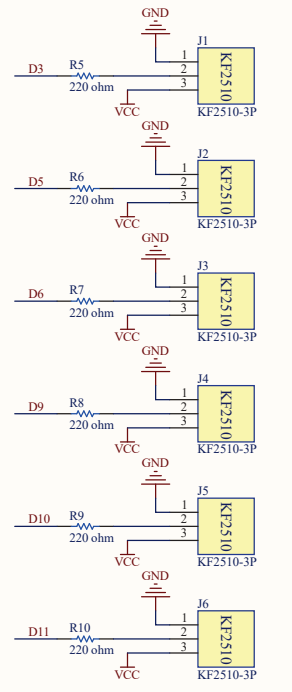 GND
J1
D3 R5 1
2
3
KF2510
220 ohm
VCC KF2510-3P
GND
J2
D5 R6 1
2
3
KF2510
220 ohm
VCC KF2510-3P
GND
J3
D6 R7 1
2
3
KF2510
220 ohm
VCC KF2510-3P
GND
J4
D9 R8 1
2
3
KF2510
220 ohm
VCC KF2510-3P
GND
J5
D10 R9 1
2
3
KF2510
220 ohm
VCC KF2510-3P
GND
J6
D11 R10 1
2
3
KF2510
220 ohm
VCC KF2510-3P